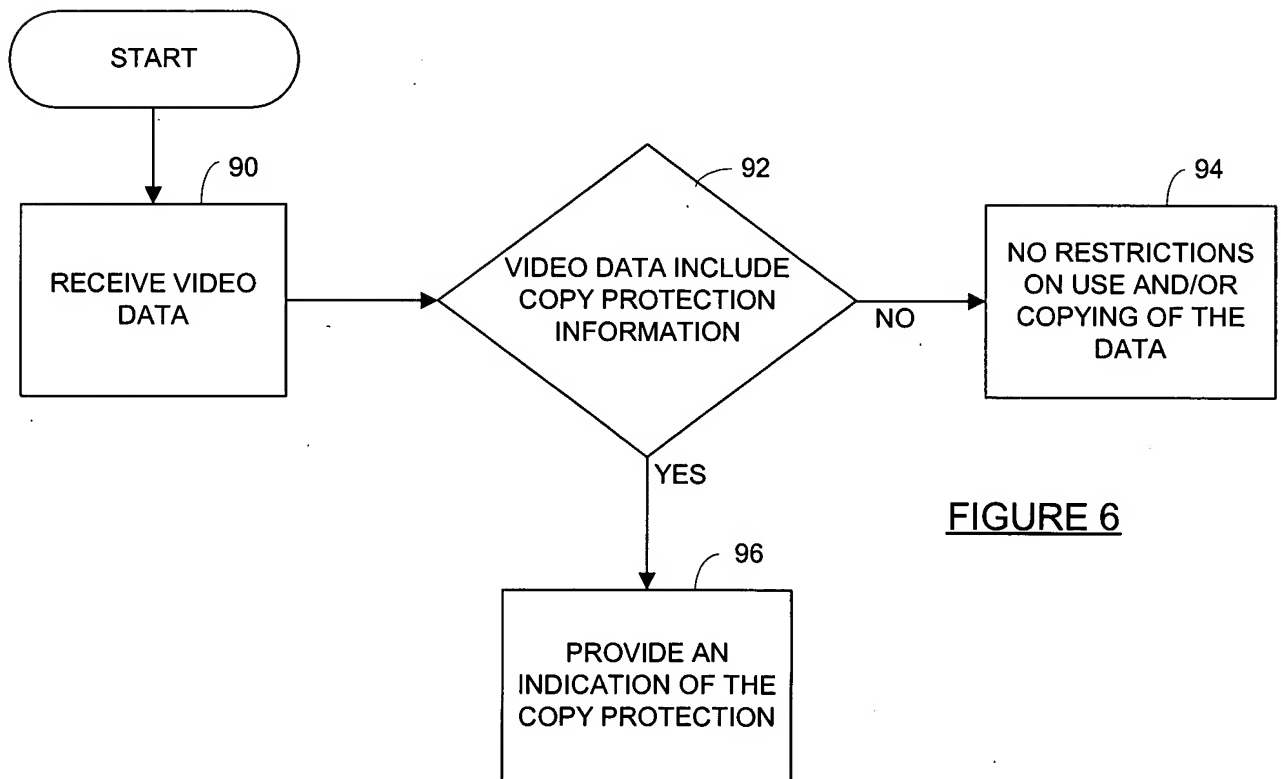 START
90
RECEIVE VIDEO
DATA
92
VIDEO DATA INCLUDE
COPY PROTECTION
INFORMATION
NO
94
NO RESTRICTIONS
ON USE AND/OR
COPYING OF THE
DATA
YES
FIGURE 6
96
PROVIDE AN
INDICATION OF THE
COPY PROTECTION